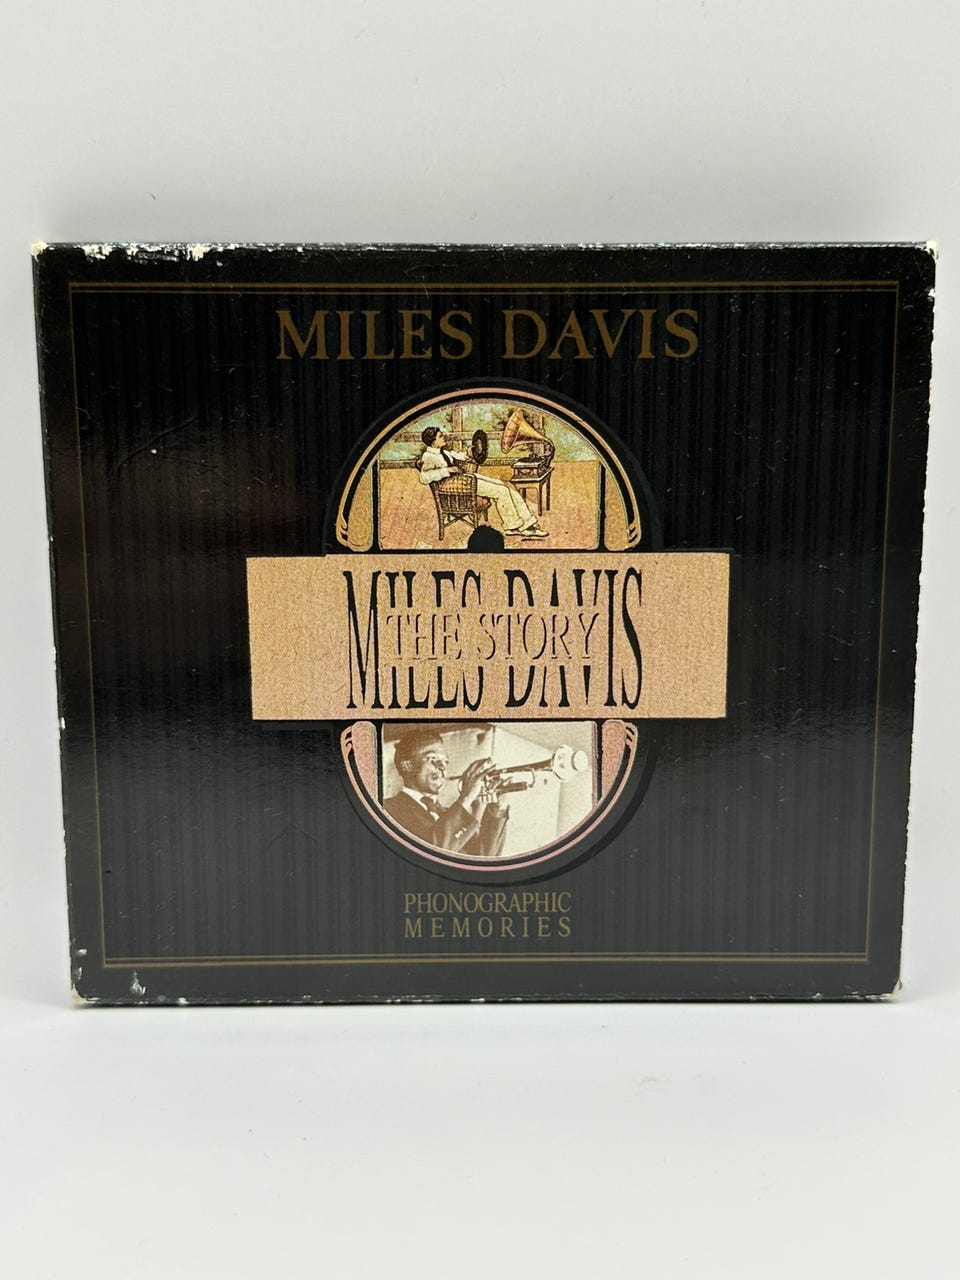 MILES DAVIS
MILES DAVIS
THE STORY
PHONOGRAPHIC
MEMORIES